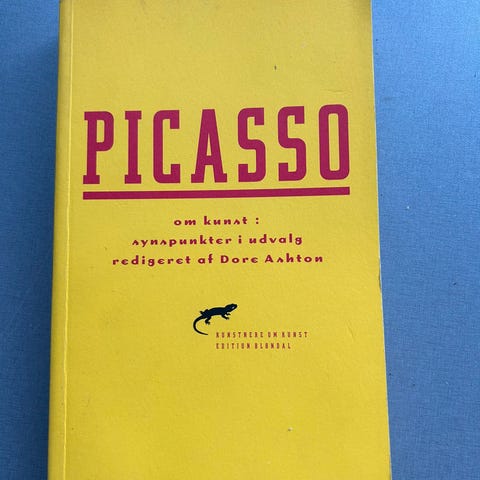 PICASSO
om kunst :
synspunkter i udvalg
redigeret af Dore Ashton
KUNSTNERE OM KUNST
EDITION BLØNDAL